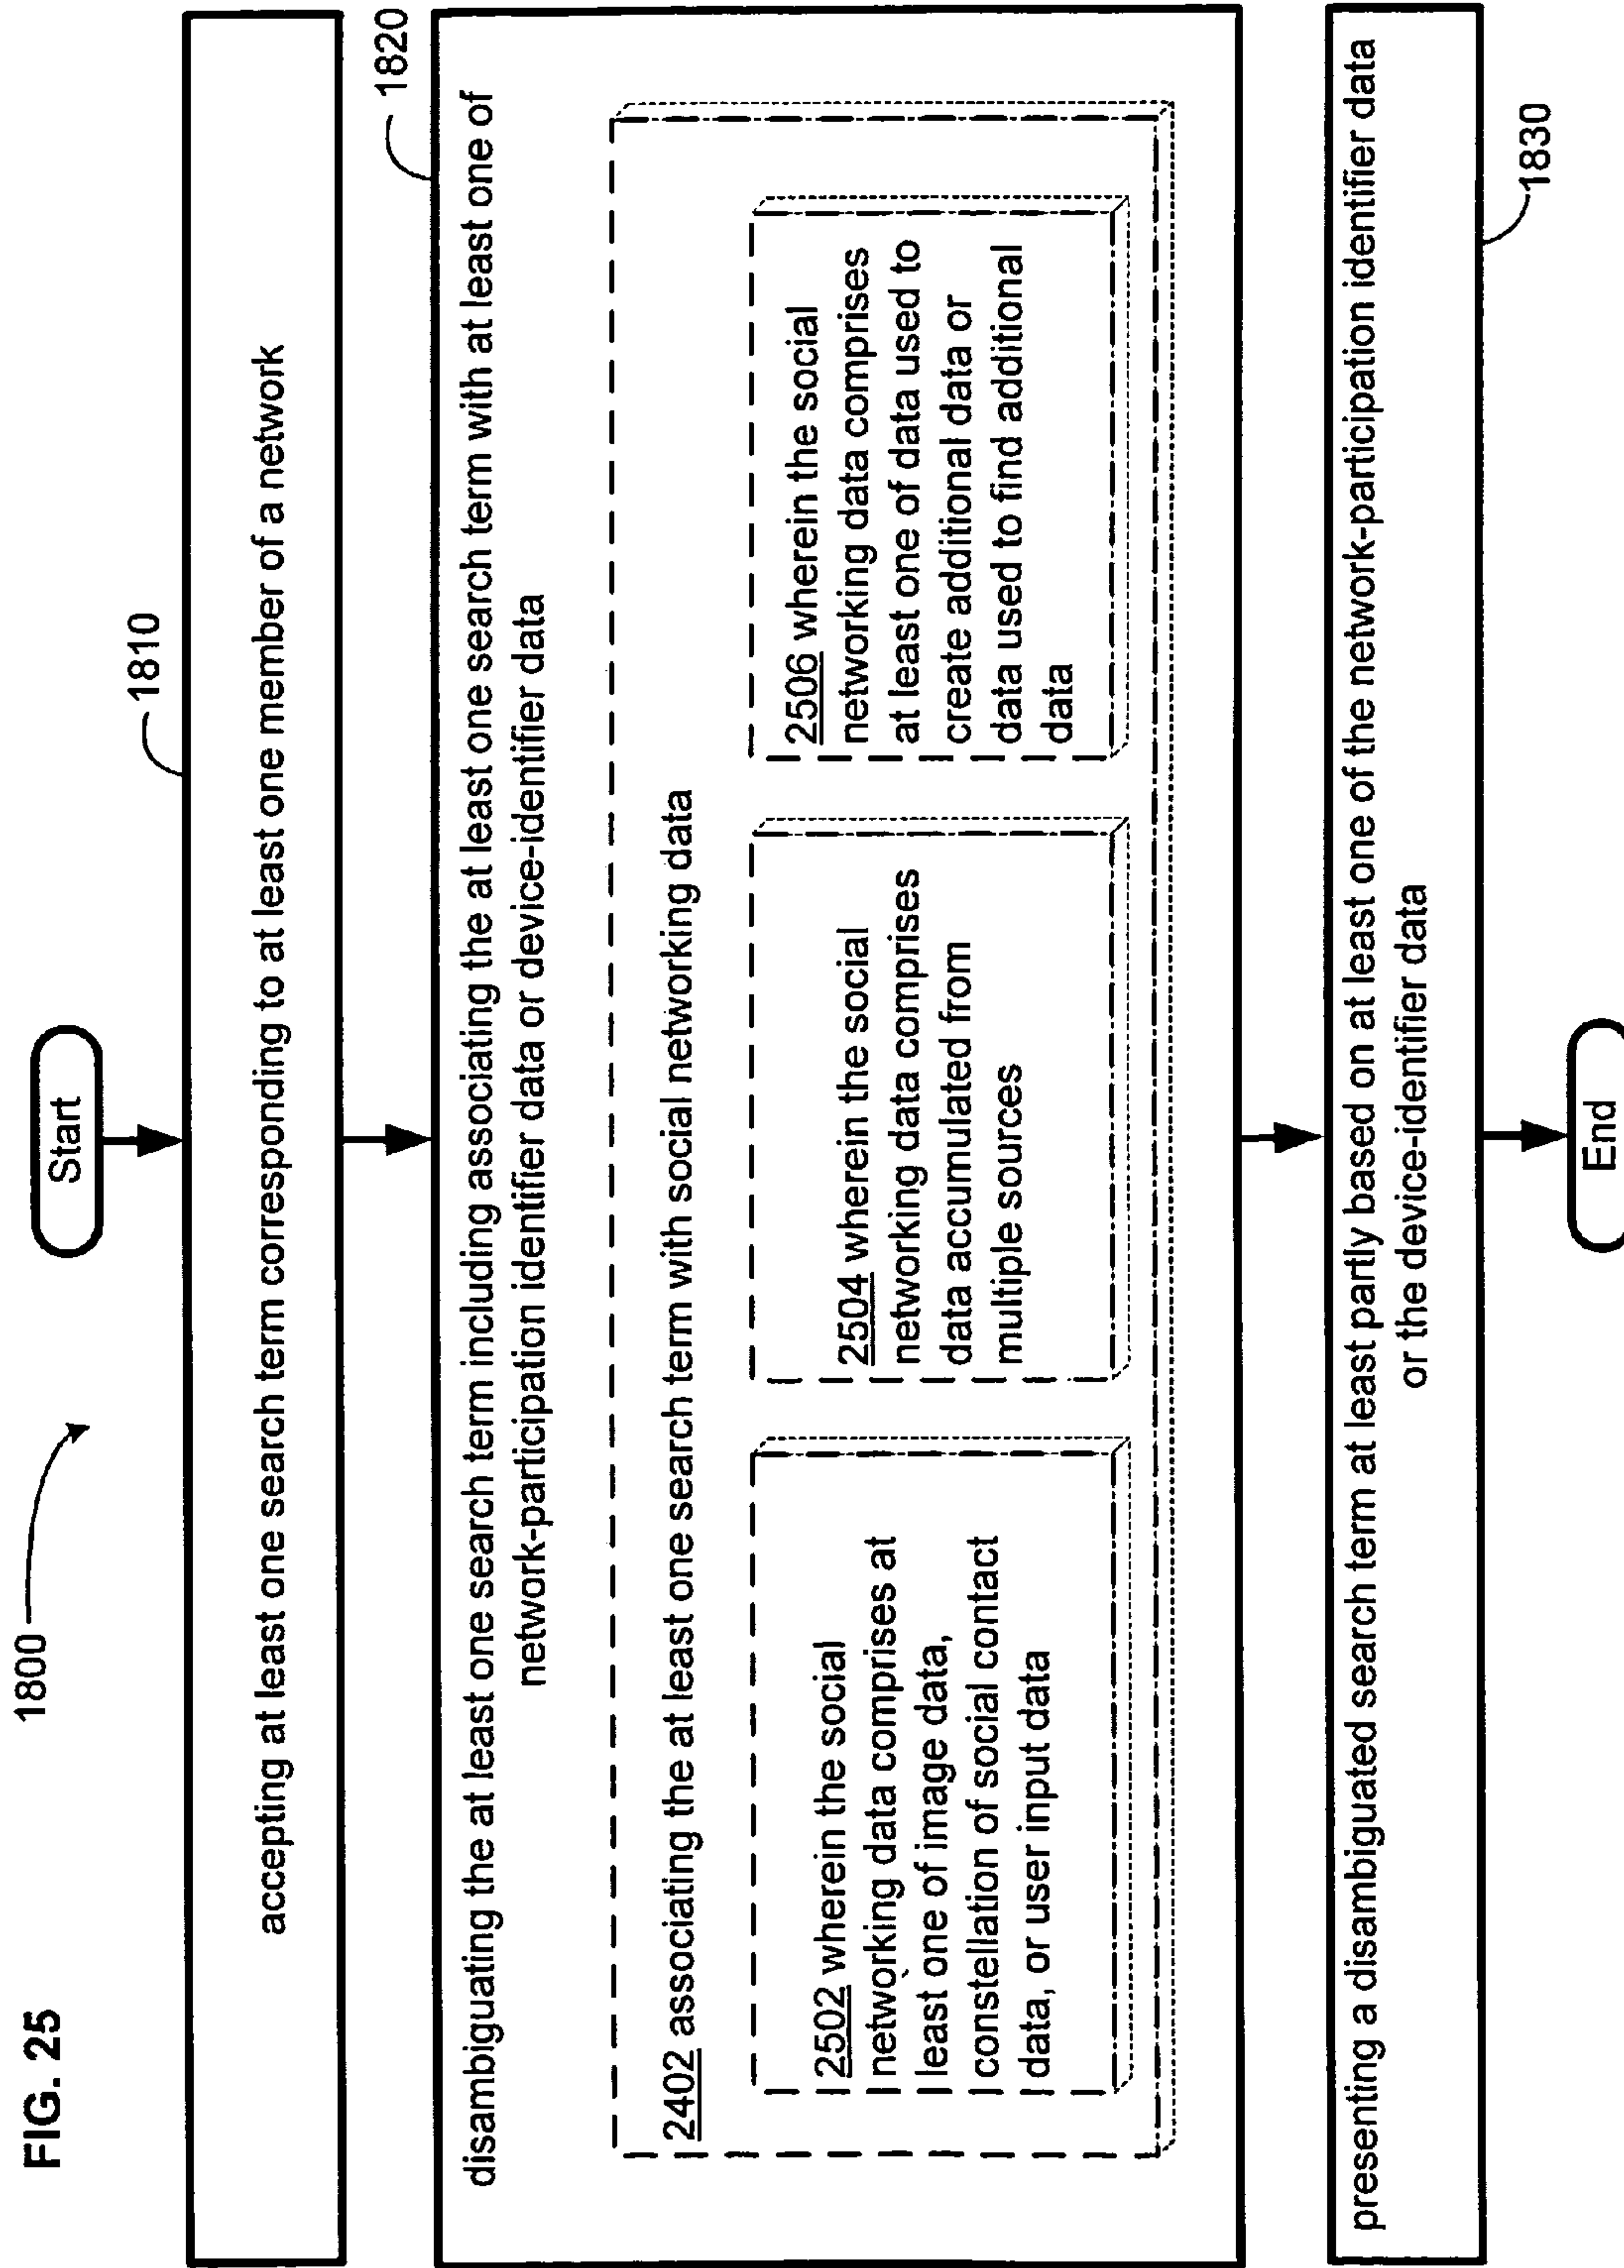 FIG. 25
1800
Start
1810
accepting at least one search term corresponding to at least one member of a network
1820
disambiguating the at least one search term including associating the at least one search term with at least one of
network-participation identifier data or device-identifier data
2402 associating the at least one search term with social networking data
2502 wherein the social
networking data comprises at
least one of image data,
constellation of social contact
data, or user input data
2504 wherein the social
networking data comprises
data accumulated from
multiple sources
2506 wherein the social
networking data comprises
at least one of data used to
create additional data or
data used to find additional
data
presenting a disambiguated search term at least partly based on at least one of the network-participation identifier data
or the device-identifier data
1830
End